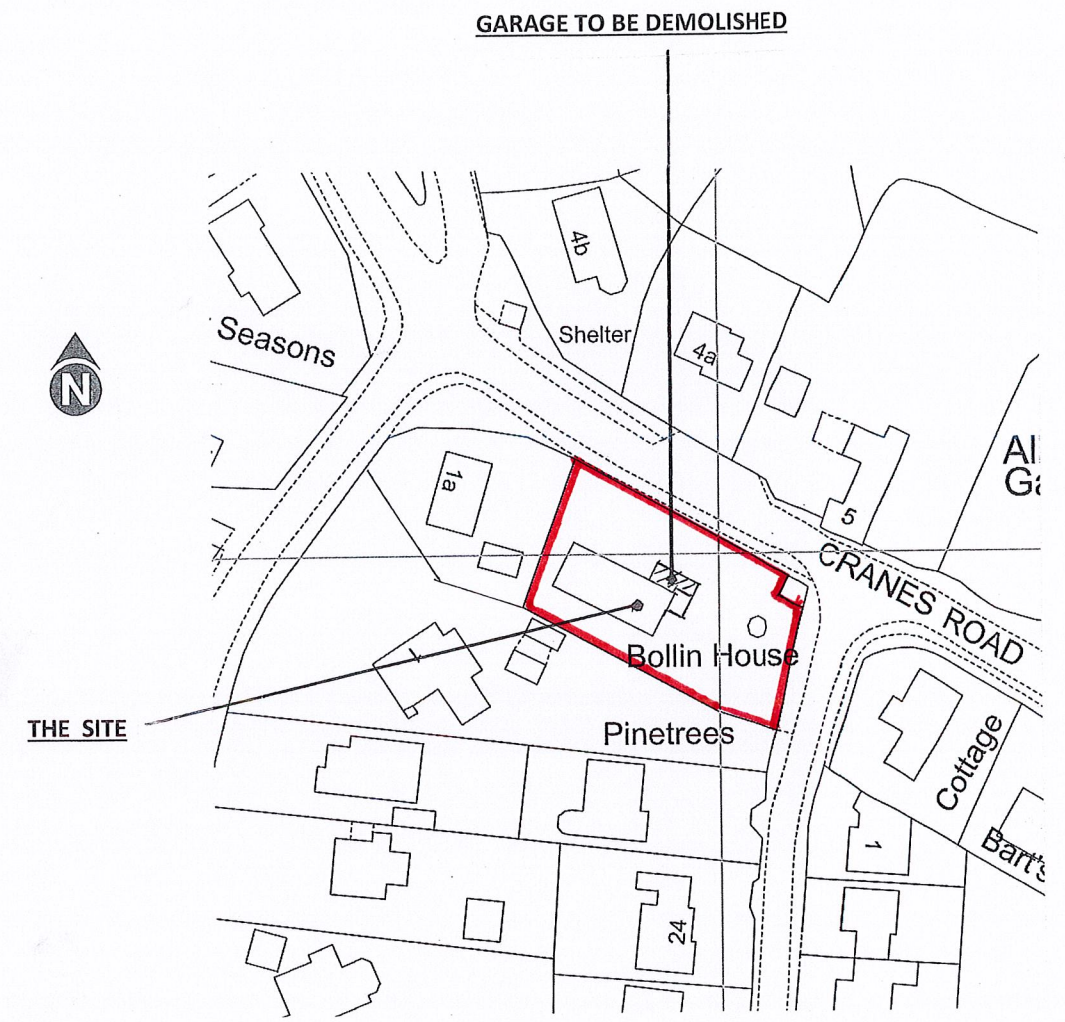 GARAGE TO BE DEMOLISHED
4b
Seasons
Shelter
4a
N
1a
5
CRANES ROAD
Bollin House
THE SITE
Pinetrees
Cottage
1
24